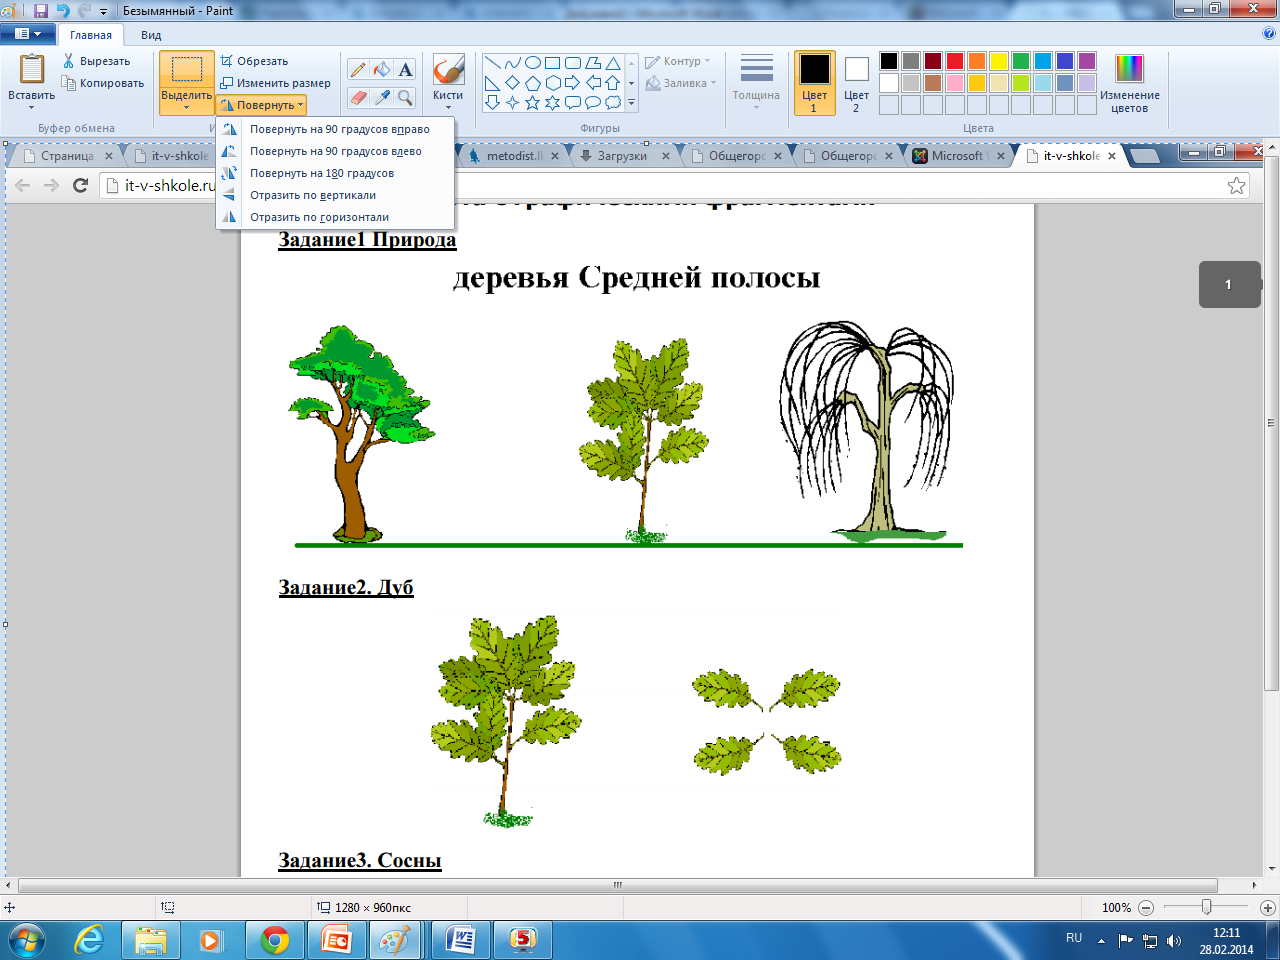 Безымянный - Paint
Главная Вид
Вставить
Вырезать
Копировать
Буфер обмена
Выделить
Обрезать
Изменить размер
Повернуть
A
Кисти
Фигуры
Контур
Заливка
Толщина
Цвет 1
Цвет 2
Цвета
Изменение цветов
Повернуть на 90 градусов вправо
Повернуть на 90 градусов влево
Повернуть на 180 градусов
Отразить по вертикали
Отразить по горизонтали
Страница it-v-shkole metodist.ll Загрузки Общегор Общегор Microsoft it-v-shkole
it-v-shkole.ru
Задание1 Природа
деревья Средней полосы
1
Задание2. Дуб
Задание3. Сосны
1280 × 960пкс 100%
RU 12:11
28.02.2014